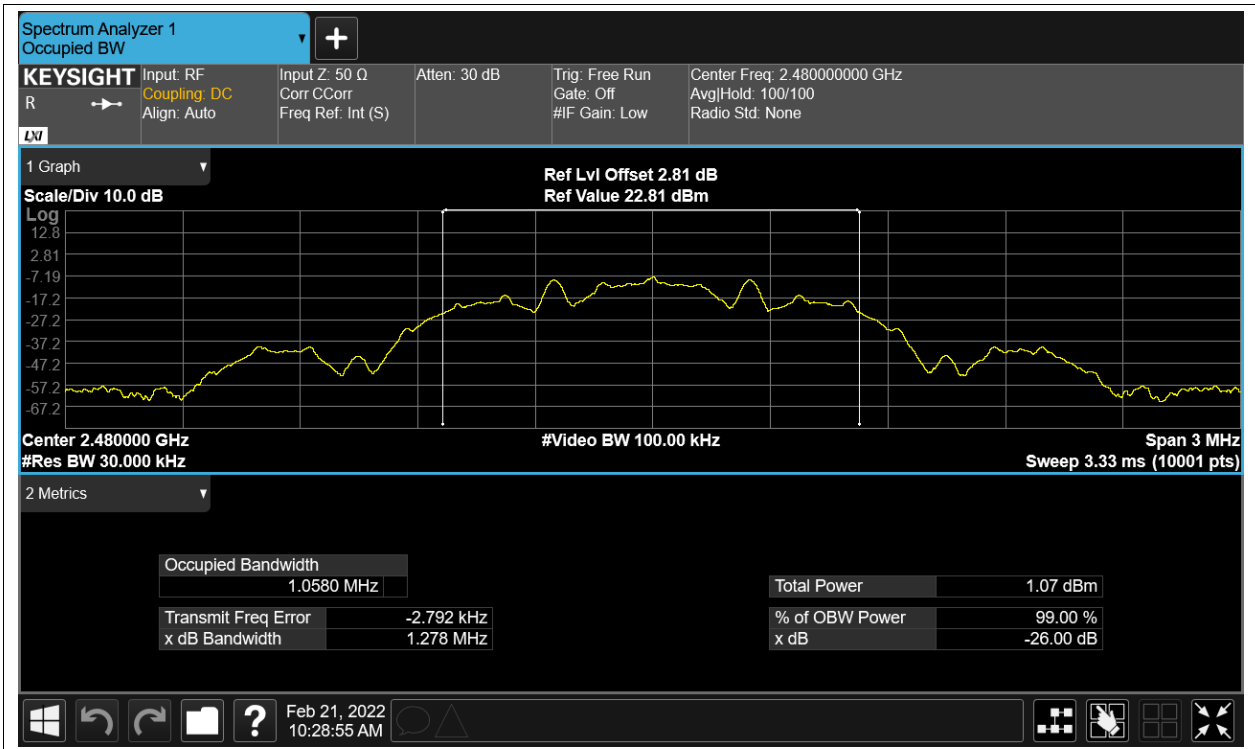 Spectrum Analyzer 1
Occupied BW
KEYSIGHT
R
LXI
Input: RF
Coupling: DC
Align: Auto
Input Z: 50 Ω
Corr CCorr
Freq Ref: Int (S)
Atten: 30 dB
Trig: Free Run
Gate: Off
#IF Gain: Low
Center Freq: 2.480000000 GHz
Avg|Hold: 100/100
Radio Std: None
1 Graph
Scale/Div 10.0 dB
Ref Lvl Offset 2.81 dB
Ref Value 22.81 dBm
Log
12.8
2.81
-7.19
-17.2
-27.2
-37.2
-47.2
-57.2
-67.2
Center 2.480000 GHz
#Res BW 30.000 kHz
#Video BW 100.00 kHz
Span 3 MHz
Sweep 3.33 ms (10001 pts)
2 Metrics
Occupied Bandwidth
1.0580 MHz
Transmit Freq Error -2.792 kHz
x dB Bandwidth 1.278 MHz
Total Power 1.07 dBm
% of OBW Power 99.00 %
x dB -26.00 dB
?
Feb 21, 2022
10:28:55 AM